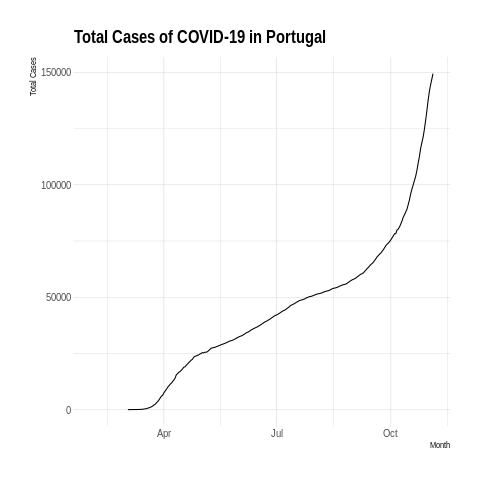 Total Cases of COVID-19 in Portugal
Total Cases
150000
100000
50000
0
Apr Jul Oct
Month